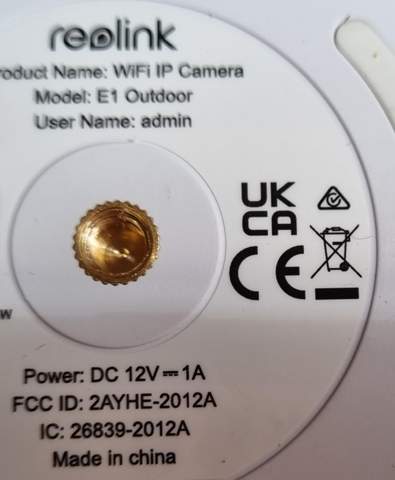 reolink
roduct Name: WiFi IP Camera
Model: E1 Outdoor
User Name: admin
UK
CA
CE
w
Power: DC 12V⎓1A
FCC ID: 2AYHE-2012A
IC: 26839-2012A
Made in china